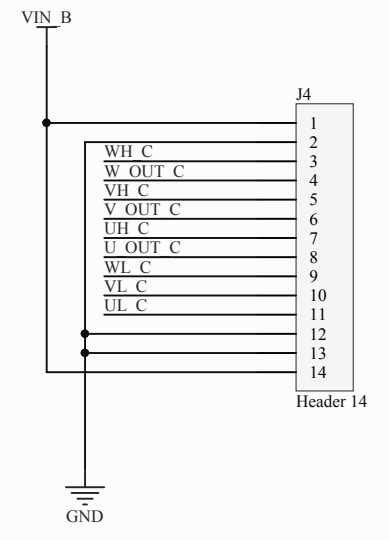 VIN_B
J4
1
2
WH_C 3
W_OUT_C 4
VH_C 5
V_OUT_C 6
UH_C 7
U_OUT_C 8
WL_C 9
VL_C 10
UL_C 11
12
13
14
Header 14
GND